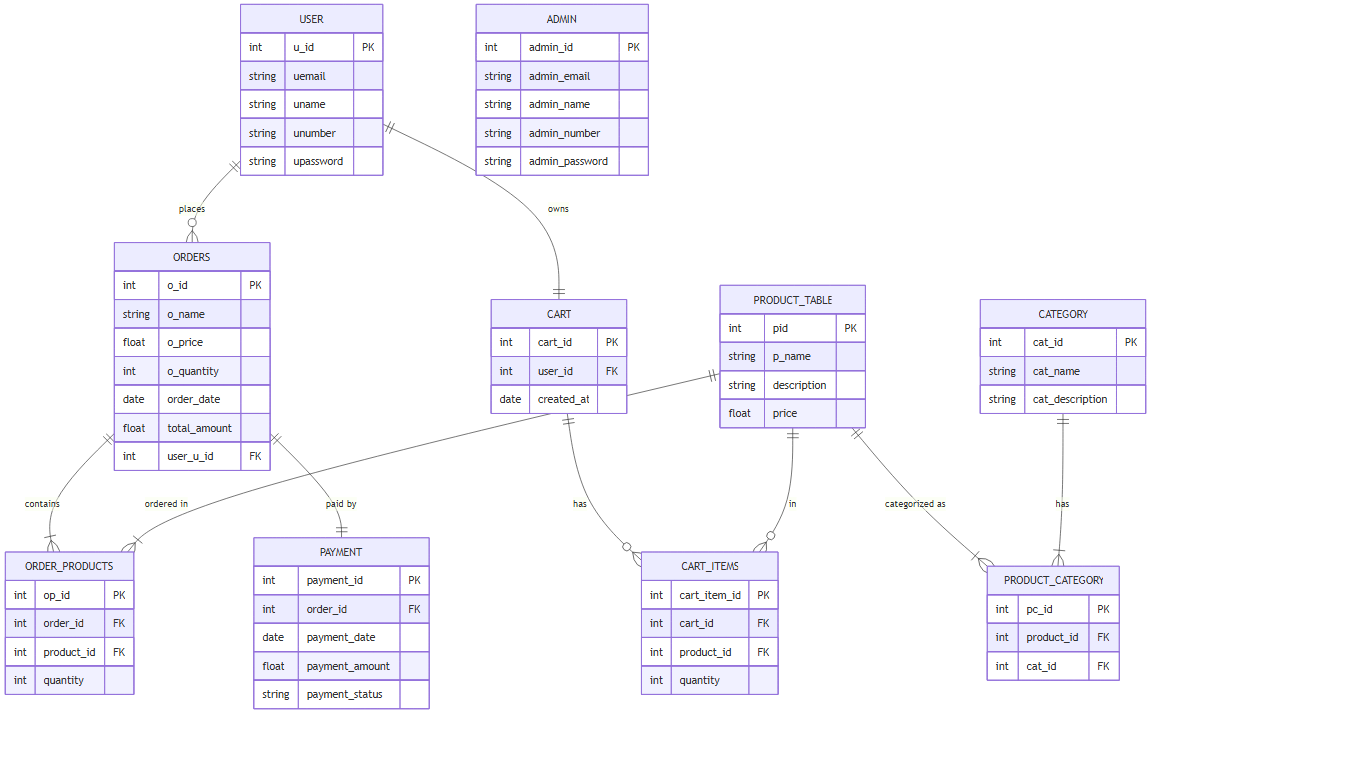 USER
int u_id PK
string uemail
string uname
string unumber
string upassword
ADMIN
int admin_id PK
string admin_email
string admin_name
string admin_number
string admin_password
places
owns
ORDERS
int o_id PK
string o_name
float o_price
int o_quantity
date order_date
float total_amount
int user_u_id FK
CART
int cart_id PK
int user_id FK
date created_at
PRODUCT_TABLE
int pid PK
string p_name
string description
float price
CATEGORY
int cat_id PK
string cat_name
string cat_description
contains
ordered in
paid by
has
in
categorized as
has
ORDER_PRODUCTS
int op_id PK
int order_id FK
int product_id FK
int quantity
PAYMENT
int payment_id PK
int order_id FK
date payment_date
float payment_amount
string payment_status
CART_ITEMS
int cart_item_id PK
int cart_id FK
int product_id FK
int quantity
PRODUCT_CATEGORY
int pc_id PK
int product_id FK
int cat_id FK